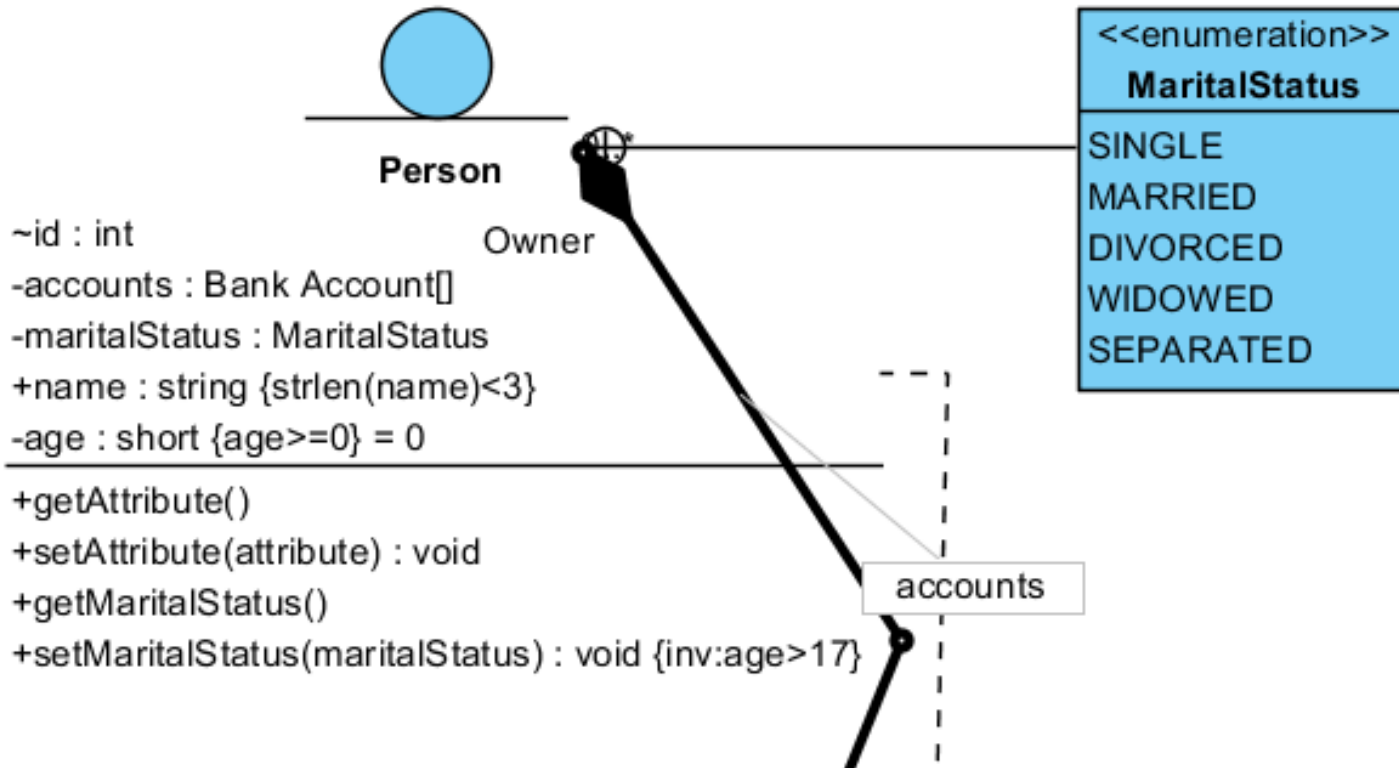 <<enumeration>>
MaritalStatus
SINGLE
MARRIED
DIVORCED
WIDOWED
SEPARATED
Person
Owner
~id : int
-accounts : Bank Account[]
-maritalStatus : MaritalStatus
+name : string {strlen(name)<3}
-age : short {age>=0} = 0
+getAttribute()
+setAttribute(attribute) : void
+getMaritalStatus()
+setMaritalStatus(maritalStatus) : void {inv:age>17}
accounts